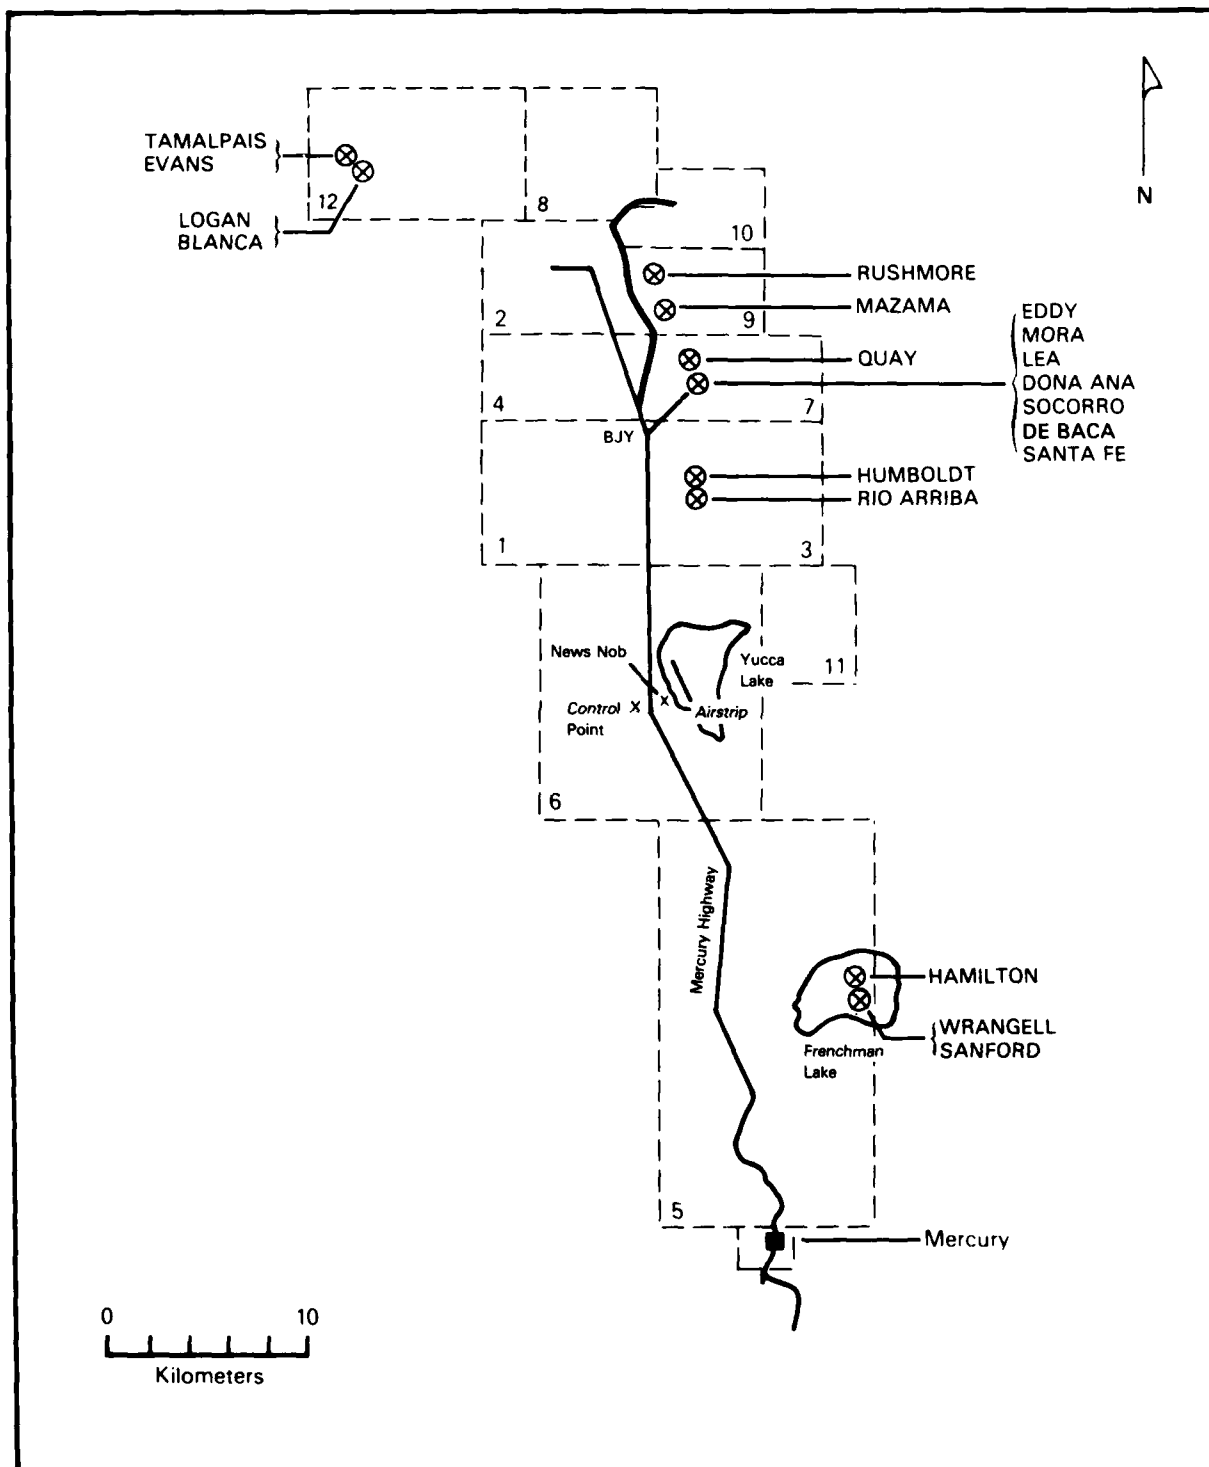 N
TAMALPAIS
EVANS
12
8
LOGAN
BLANCA
10
RUSHMORE
MAZAMA
2
9
EDDY
MORA
LEA
DONA ANA
SOCORRO
DE BACA
SANTA FE
QUAY
4
7
BJY
HUMBOLDT
RIO ARRIBA
1
3
News Nob
Yucca
Lake
11
Control
Point
Airstrip
6
Mercury Highway
HAMILTON
WRANGELL
SANFORD
Frenchman
Lake
5
Mercury
0 10
Kilometers